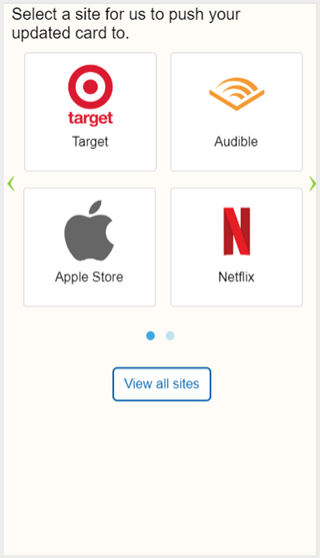 Select a site for us to push your
updated card to.
target
Target
Audible
Apple Store
Netflix
View all sites